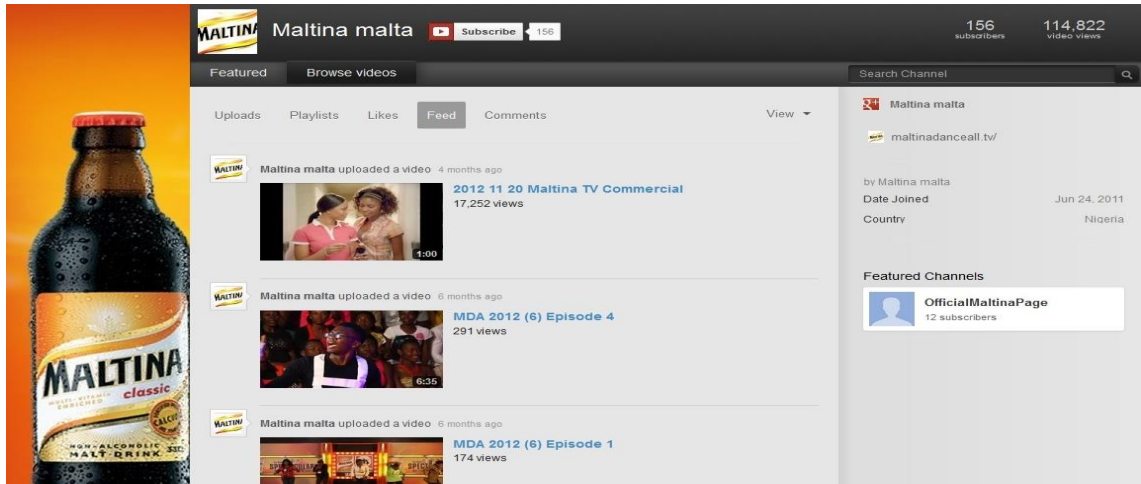 MALTINA Maltina malta Subscribe 156
156 subscribers
114,822 video views
Featured Browse videos
Search Channel
Uploads Playlists Likes Feed Comments View
Maltina malta uploaded a video 4 months ago
2012 11 20 Maltina TV Commercial
17,252 views
1:00
Maltina malta uploaded a video 6 months ago
MDA 2012 (6) Episode 4
291 views
6:35
Maltina malta uploaded a video 6 months ago
MDA 2012 (6) Episode 1
174 views
Maltina malta
maltinadanceall.tv/
by Maltina malta
Date Joined Jun 24, 2011
Country Nigeria
Featured Channels
OfficialMaltinaPage
12 subscribers
MALTINA
classic
MULTI-VITAMIN
ENRICHED
NON-ALCOHOLIC
MALT-DRINK